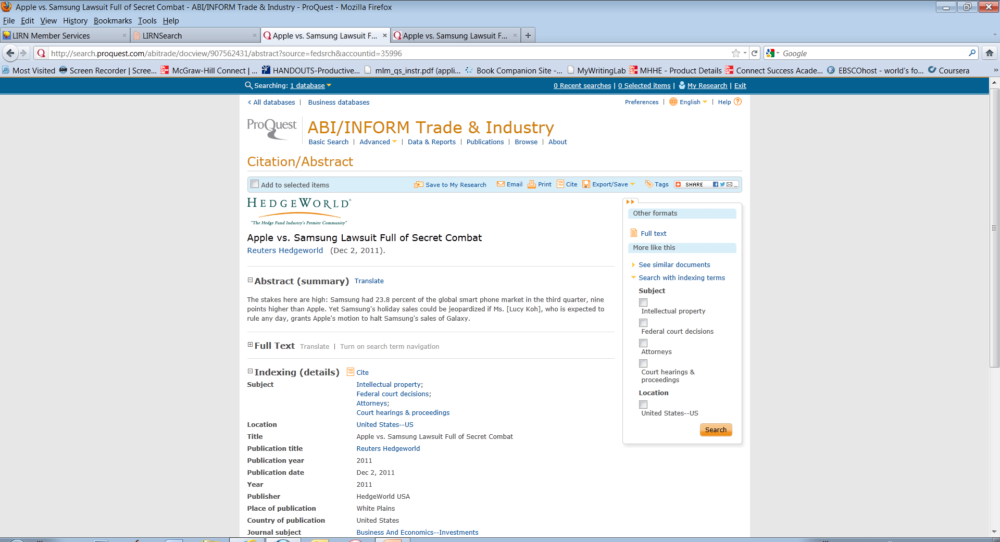 Apple vs. Samsung Lawsuit Full of Secret Combat - ABI/INFORM Trade & Industry - ProQuest - Mozilla Firefox
File Edit View History Bookmarks Tools Help
LIRN Member Services × LIRNSearch × Apple vs. Samsung Lawsuit F... × Apple vs. Samsung Lawsuit F... × +
http://search.proquest.com/abitrade/docview/907562431/abstract?source=fedsrch&accountid=35996 Google
Most Visited Screen Recorder | Scree... McGraw-Hill Connect | ... HANDOUTS-Productive... mlm_qs_instr.pdf (appli... Book Companion Site -... MyWritingLab MHHE - Product Details Connect Success Acade... EBSCOhost - world's fo... Coursera »
Searching: 1 database 0 Recent searches | 0 Selected items | My Research | Exit
« All databases | Business databases Preferences | English | Help ?
ProQuest ABI/INFORM Trade & Industry
Basic Search | Advanced | Data & Reports | Publications | Browse | About
Citation/Abstract
Add to selected items Save to My Research Email Print Cite Export/Save Tags SHARE ...
HEDGEWORLD®
"The Hedge Fund Industry's Premier Community"
Apple vs. Samsung Lawsuit Full of Secret Combat
Reuters Hedgeworld (Dec 2, 2011).
Abstract (summary) Translate
The stakes here are high: Samsung had 23.8 percent of the global smart phone market in the third quarter, nine
points higher than Apple. Yet Samsung's holiday sales could be jeopardized if Ms. [Lucy Koh], who is expected to
rule any day, grants Apple's motion to halt Samsung's sales of Galaxy.
Full Text Translate | Turn on search term navigation
Indexing (details) Cite
Subject Intellectual property;
Federal court decisions;
Attorneys;
Court hearings & proceedings
Location United States--US
Title Apple vs. Samsung Lawsuit Full of Secret Combat
Publication title Reuters Hedgeworld
Publication year 2011
Publication date Dec 2, 2011
Year 2011
Publisher HedgeWorld USA
Place of publication White Plains
Country of publication United States
Journal subject Business And Economics--Investments
Other formats
Full text
More like this
See similar documents
Search with indexing terms
Subject
Intellectual property
Federal court decisions
Attorneys
Court hearings &
proceedings
Location
United States--US
Search